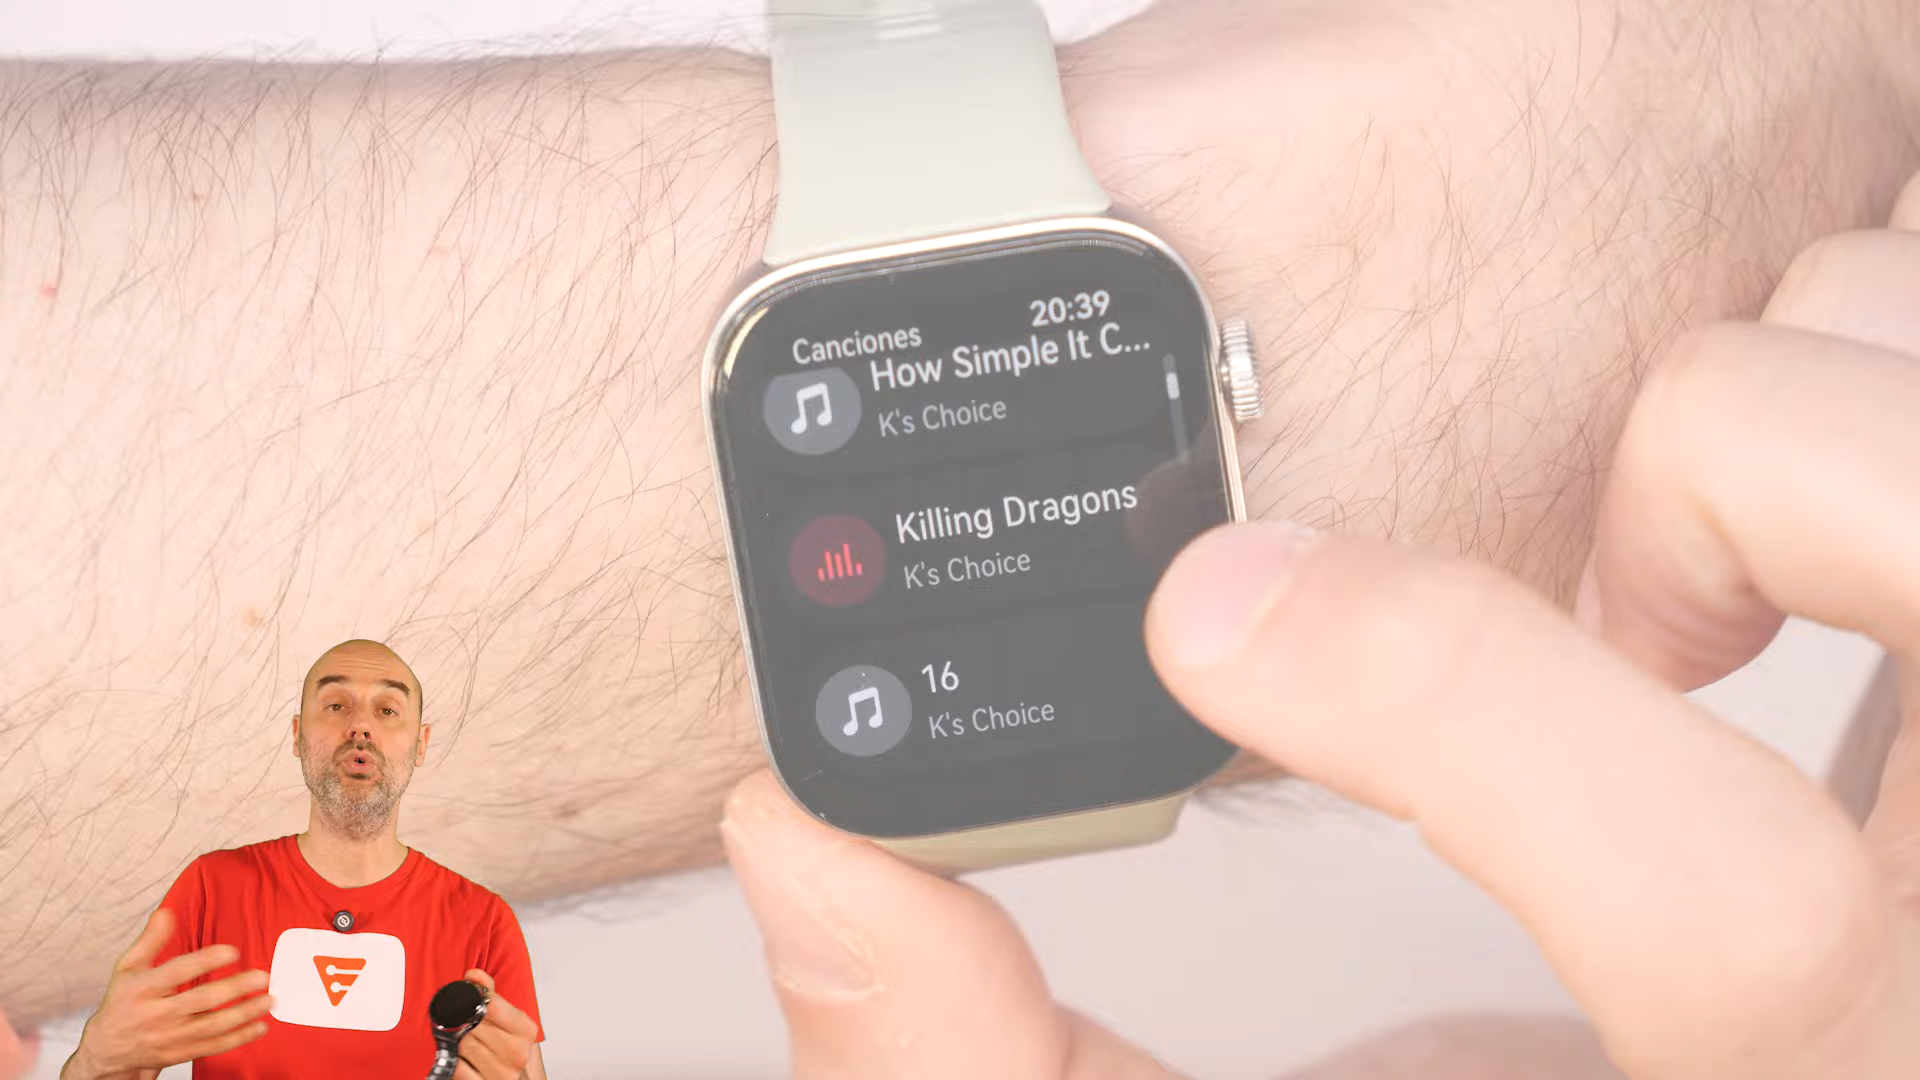 Canciones
20:39
How Simple It C...
K's Choice
Killing Dragons
K's Choice
16
K's Choice